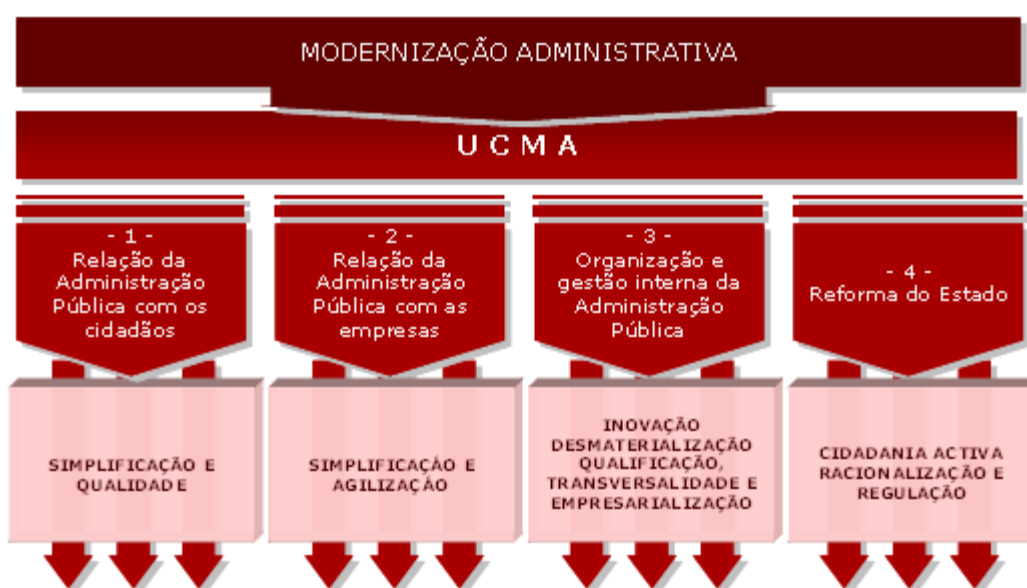 MODERNIZAÇÃO ADMINISTRATIVA
U C M A
- 1 -
Relação da
Administração
Pública com os
cidadãos
- 2 -
Relação da
Administração
Pública com as
empresas
- 3 -
Organização e
gestão interna da
Administração
Pública
- 4 -
Reforma do Estado
SIMPLIFICAÇÃO E
QUALIDADE
SIMPLIFICAÇÃO E
AGILIZAÇÃO
INOVAÇÃO
DESMATERIALIZAÇÃO
QUALIFICAÇÃO,
TRANSVERSALIDADE E
EMPRESARIALIZAÇÃO
CIDADANIA ACTIVA
RACIONALIZAÇÃO E
REGULAÇÃO